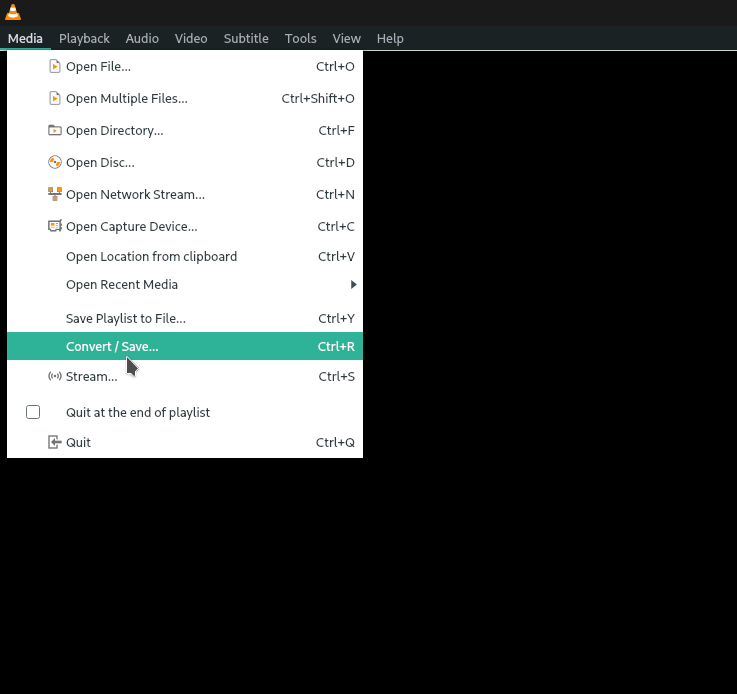 Media Playback Audio Video Subtitle Tools View Help
Open File... Ctrl+O
Open Multiple Files... Ctrl+Shift+O
Open Directory... Ctrl+F
Open Disc... Ctrl+D
Open Network Stream... Ctrl+N
Open Capture Device... Ctrl+C
Open Location from clipboard Ctrl+V
Open Recent Media
Save Playlist to File... Ctrl+Y
Convert / Save... Ctrl+R
Stream... Ctrl+S
Quit at the end of playlist
Quit Ctrl+Q